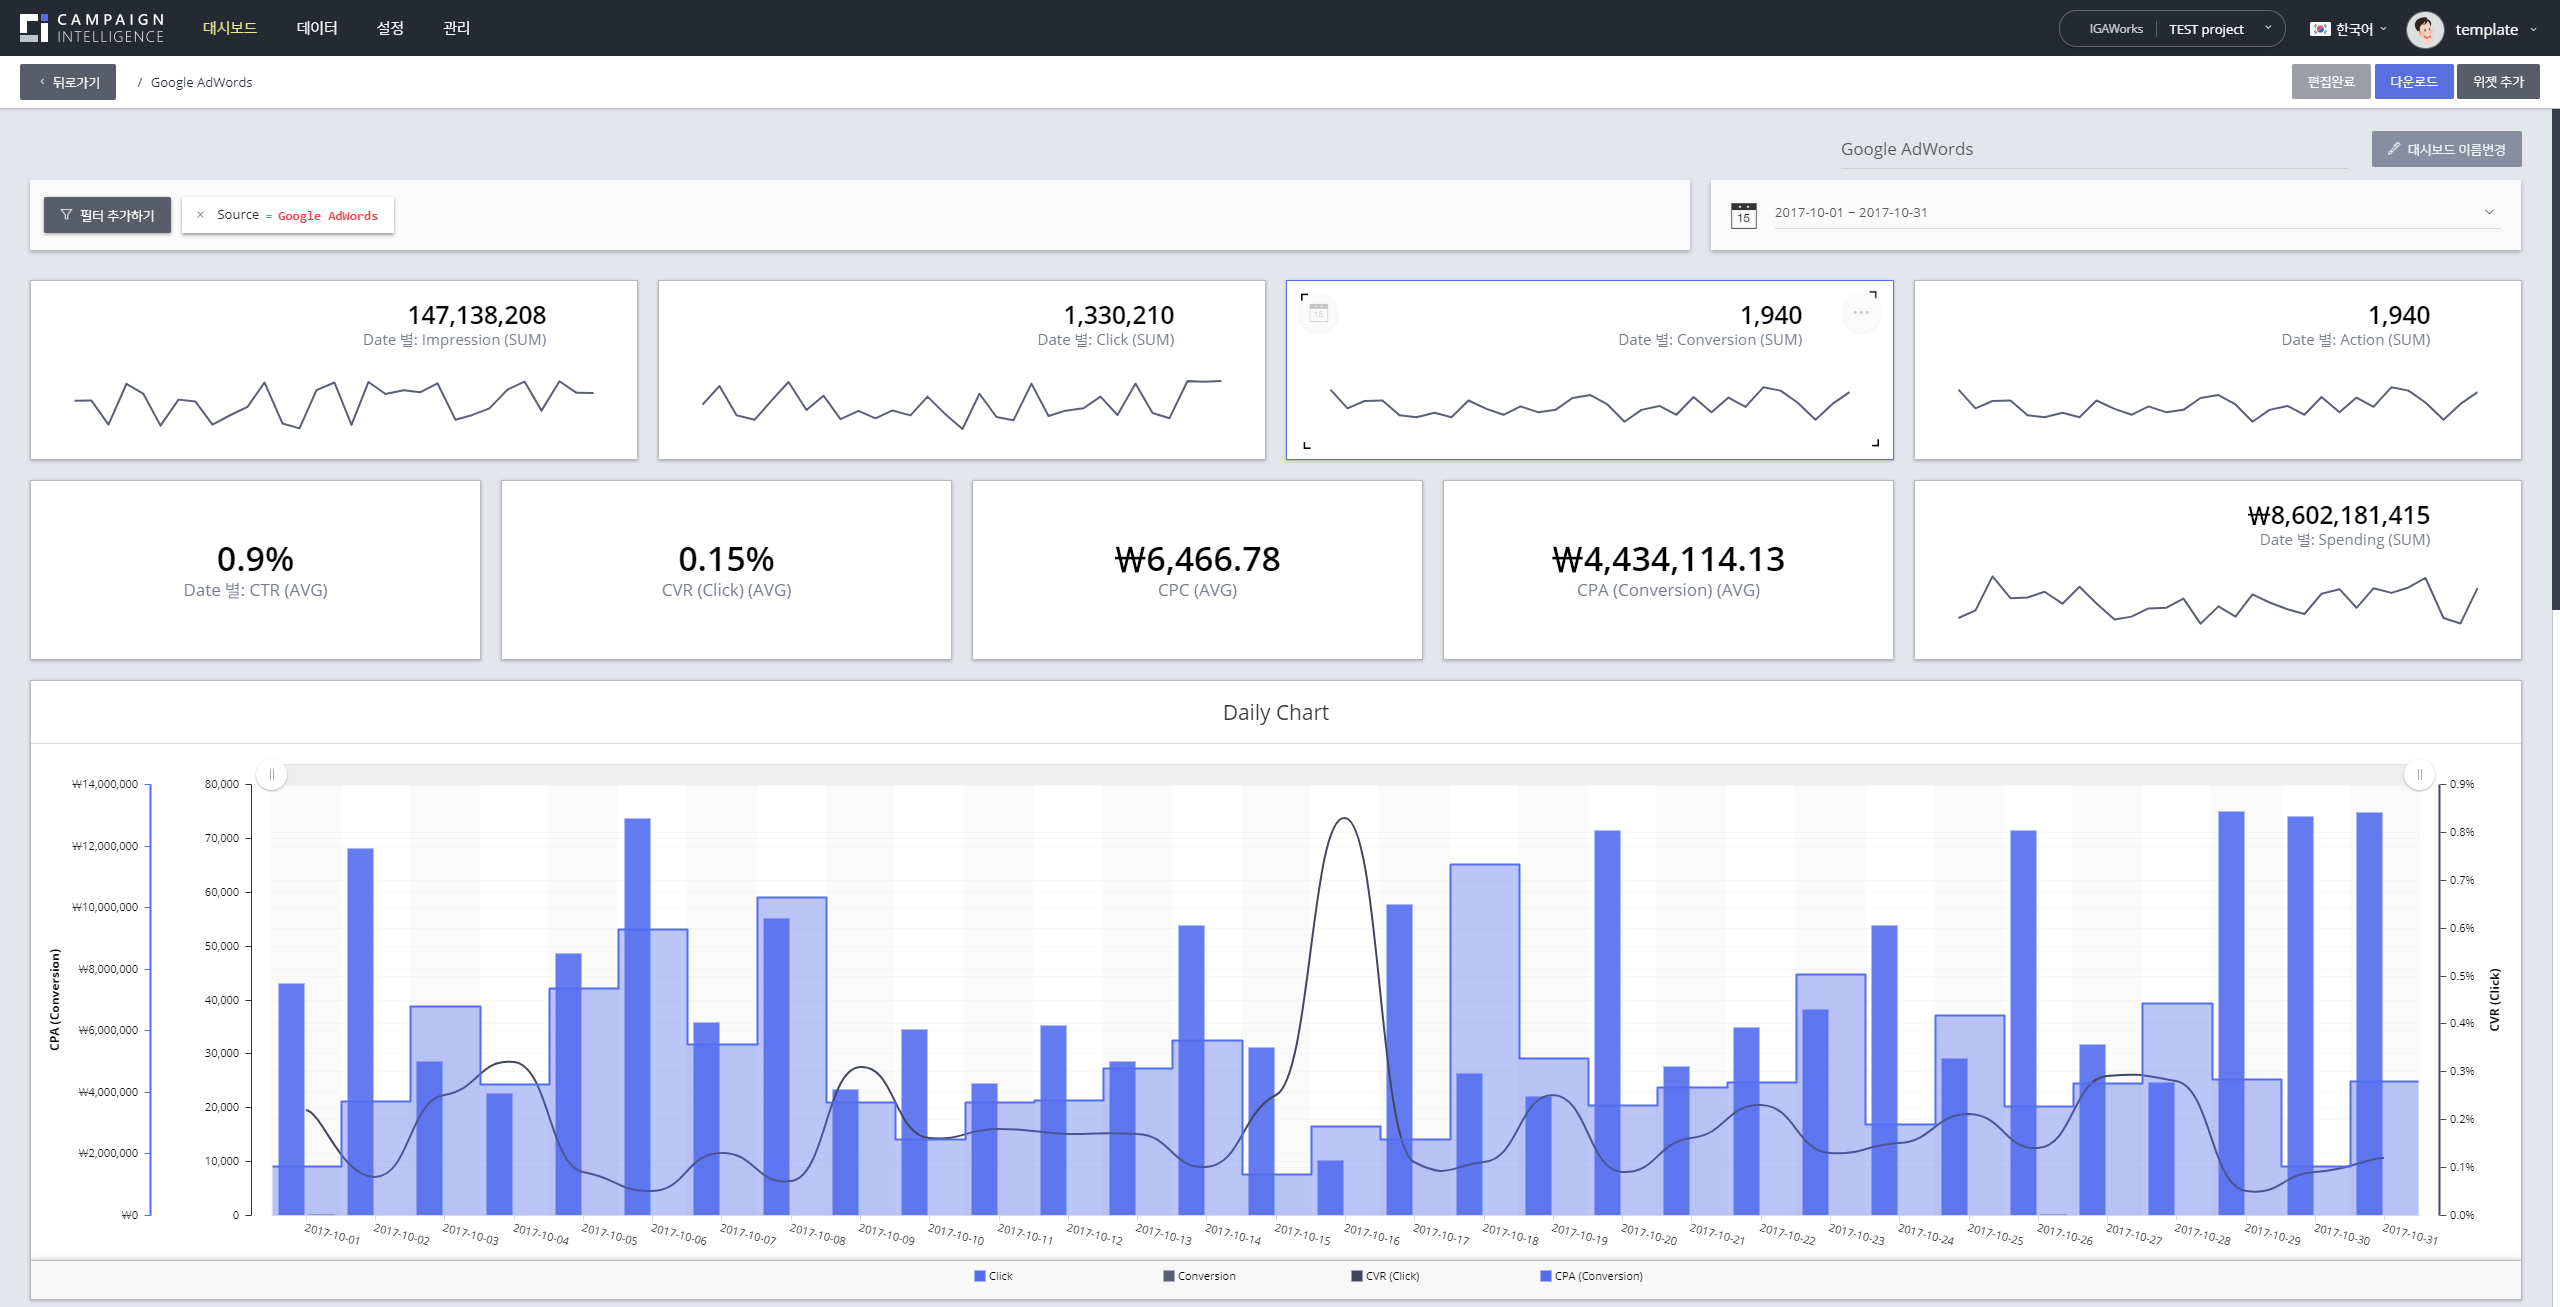 CAMPAIGN
INTELLIGENCE
대시보드 데이터 설정 관리
IGAWorks TEST project 한국어 template
뒤로가기 / Google AdWords
편집완료 다운로드 위젯 추가
Google AdWords 대시보드 이름변경
필터 추가하기 × Source = Google AdWords
15 2017-10-01 ~ 2017-10-31
147,138,208
Date 별: Impression (SUM)
1,330,210
Date 별: Click (SUM)
15
1,940
Date 별: Conversion (SUM)
1,940
Date 별: Action (SUM)
0.9%
Date 별: CTR (AVG)
0.15%
CVR (Click) (AVG)
₩6,466.78
CPC (AVG)
₩4,434,114.13
CPA (Conversion) (AVG)
₩8,602,181,415
Date 별: Spending (SUM)
Daily Chart
CPA (Conversion)
₩14,000,000
₩12,000,000
₩10,000,000
₩8,000,000
₩6,000,000
₩4,000,000
₩2,000,000
₩0
80,000
70,000
60,000
50,000
40,000
30,000
20,000
10,000
0
0.9%
0.8%
0.7%
0.6%
0.5%
0.4%
0.3%
0.2%
0.1%
0.0%
CVR (Click)
2017-10-01 2017-10-02 2017-10-03 2017-10-04 2017-10-05 2017-10-06 2017-10-07 2017-10-08 2017-10-09 2017-10-10 2017-10-11 2017-10-12 2017-10-13 2017-10-14 2017-10-15 2017-10-16 2017-10-17 2017-10-18 2017-10-19 2017-10-20 2017-10-21 2017-10-22 2017-10-23 2017-10-24 2017-10-25 2017-10-26 2017-10-27 2017-10-28 2017-10-29 2017-10-30 2017-10-31
Click Conversion CVR (Click) CPA (Conversion)